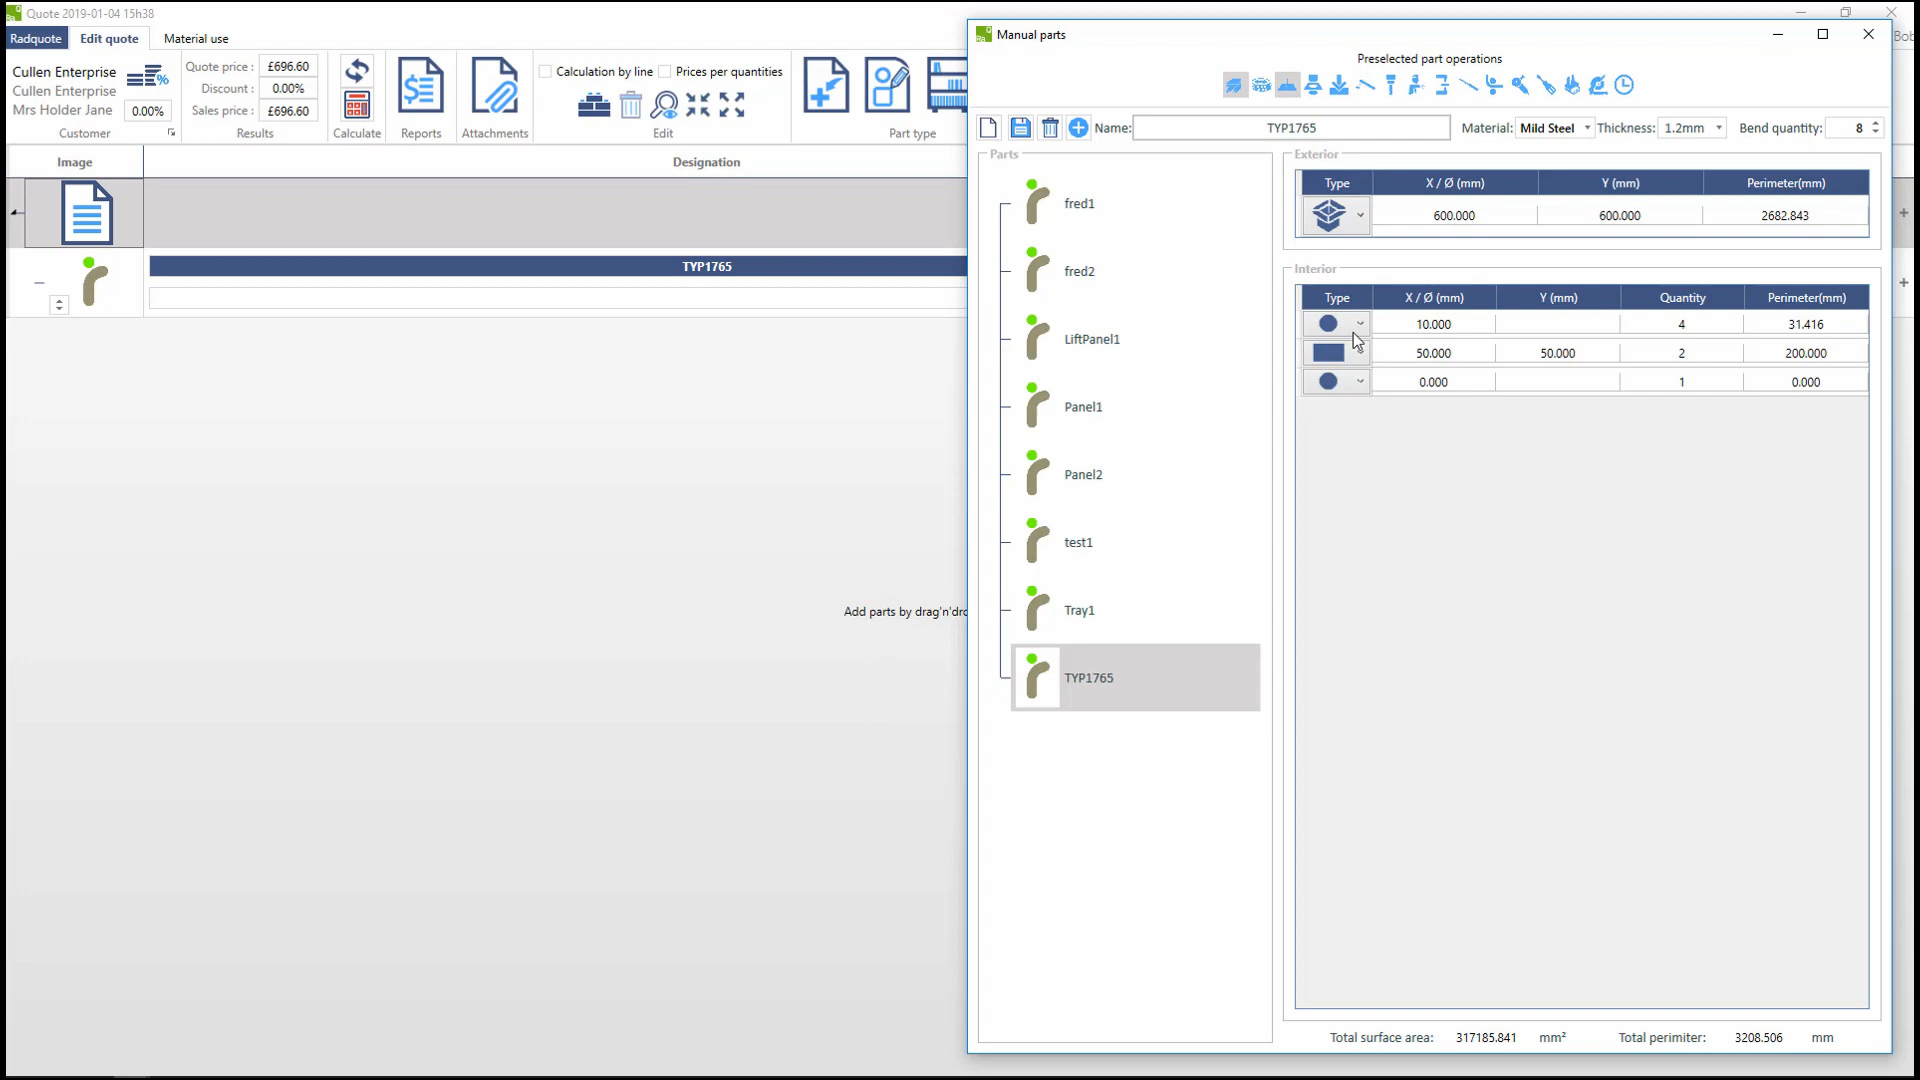 Quote 2019-01-04 15h38
Radquote
Edit quote
Material use
Cullen Enterprise
Cullen Enterprise
Mrs Holder Jane
0.00%
Customer
Quote price :
£696.60
Discount :
0.00%
Sales price :
£696.60
Results
Calculate
Reports
Attachments
Calculation by line
Prices per quantities
Edit
Part type
Image
Designation
TYP1765
Add parts by drag'n'dro
Manual parts
Preselected part operations
Name:
TYP1765
Material:
Mild Steel
Thickness:
1.2mm
Bend quantity:
8
Parts
fred1
fred2
LiftPanel1
Panel1
Panel2
test1
Tray1
TYP1765
Exterior
Type X / Ø (mm) Y (mm) Perimeter(mm)
600.000 600.000 2682.843
Interior
Type X / Ø (mm) Y (mm) Quantity Perimeter(mm)
10.000 4 31.416
50.000 50.000 2 200.000
0.000 1 0.000
Total surface area: 317185.841 mm² Total perimiter: 3208.506 mm